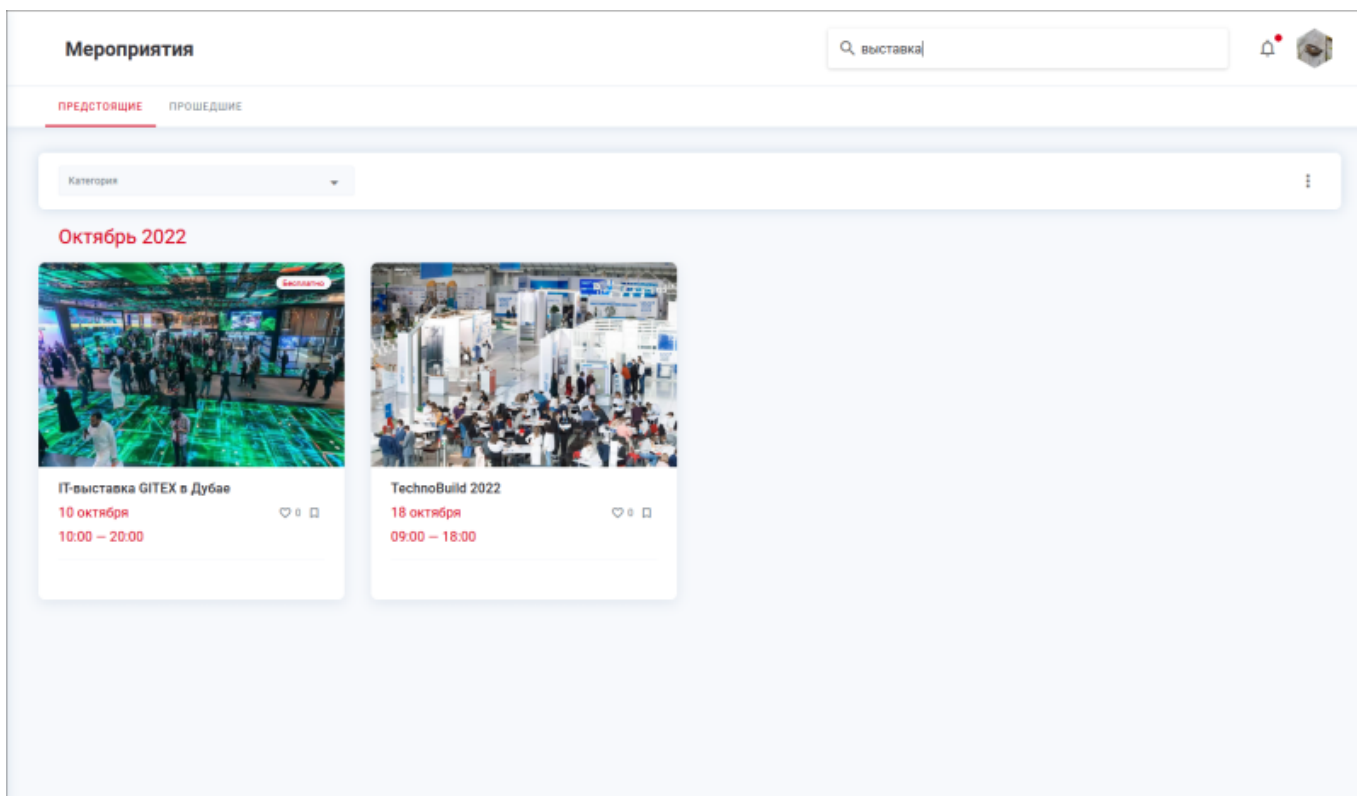 Мероприятия
выставка
ПРЕДСТОЯЩИЕ ПРОШЕДШИЕ
Категория
Октябрь 2022
Бесплатно
IT-выставка GITEX в Дубае
10 октября
0
10:00 — 20:00
TechnoBuild 2022
18 октября
0
09:00 — 18:00